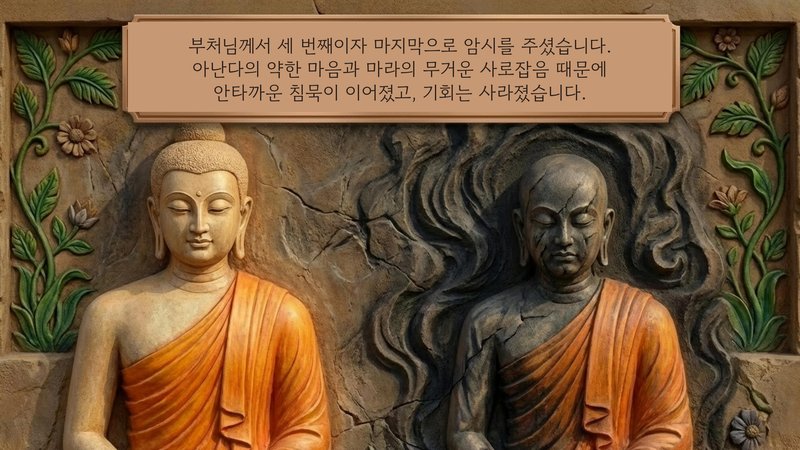 부처님께서 세 번째이자 마지막으로 암시를 주셨습니다.
아난다의 약한 마음과 마라의 무거운 사로잡음 때문에
안타까운 침묵이 이어졌고, 기회는 사라졌습니다.